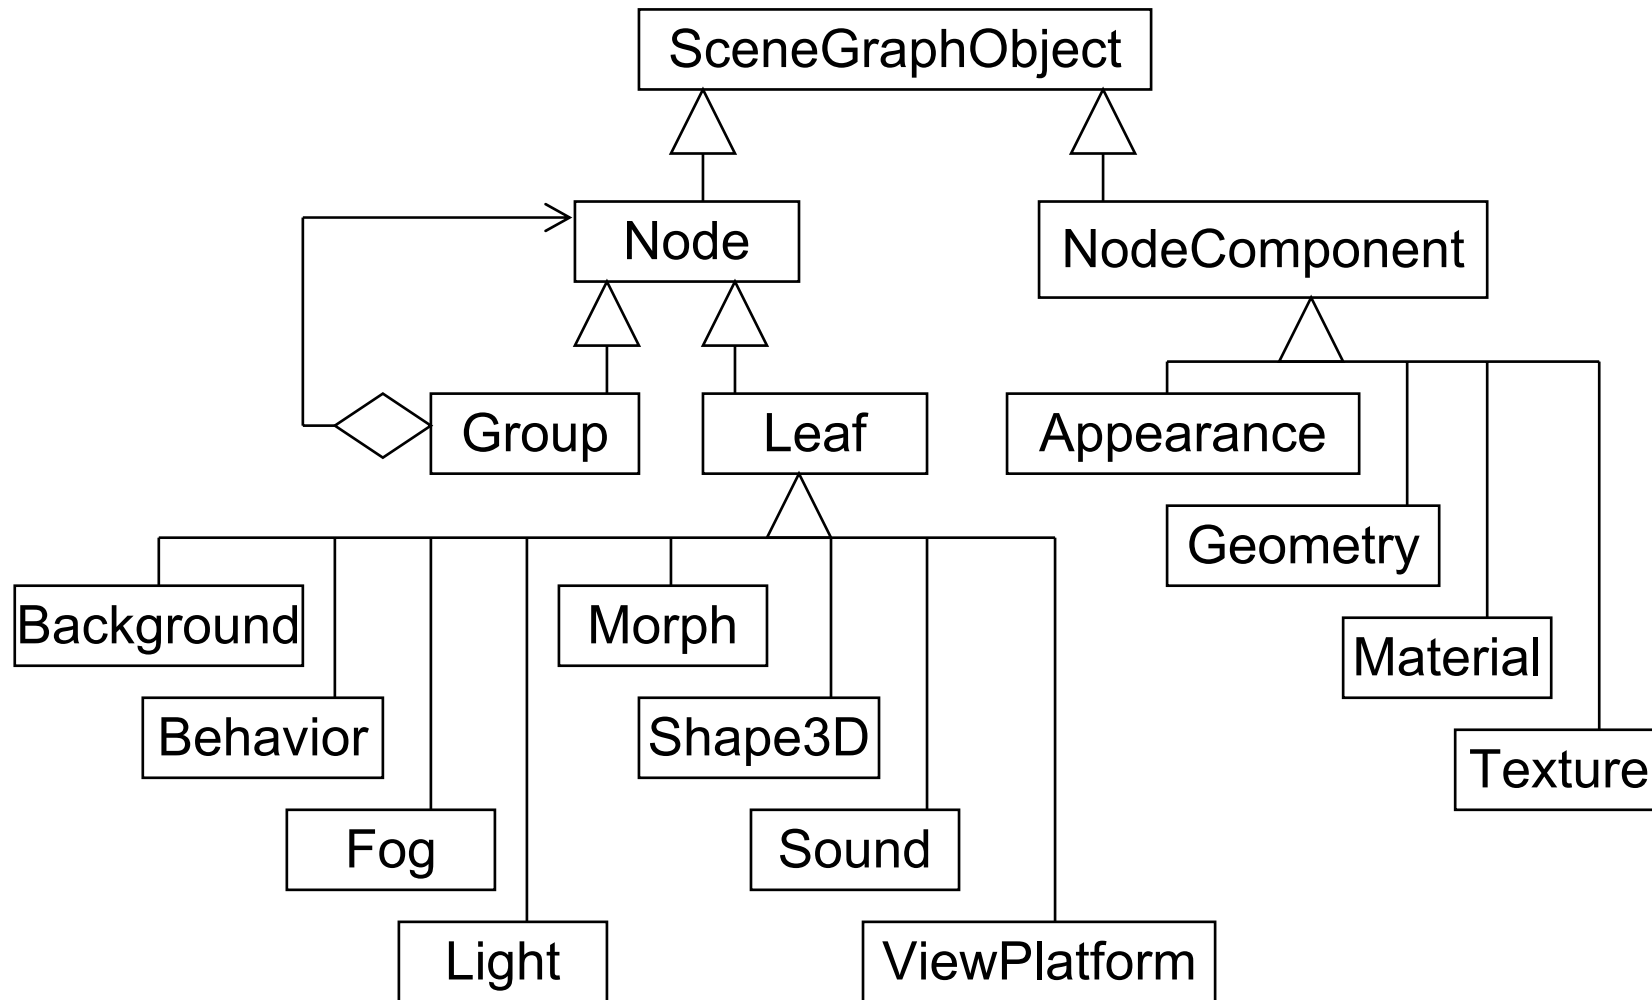 SceneGraphObject
Node
NodeComponent
Group
Leaf
Appearance
Geometry
Background
Morph
Material
Behavior
Shape3D
Texture
Fog
Sound
Light
ViewPlatform